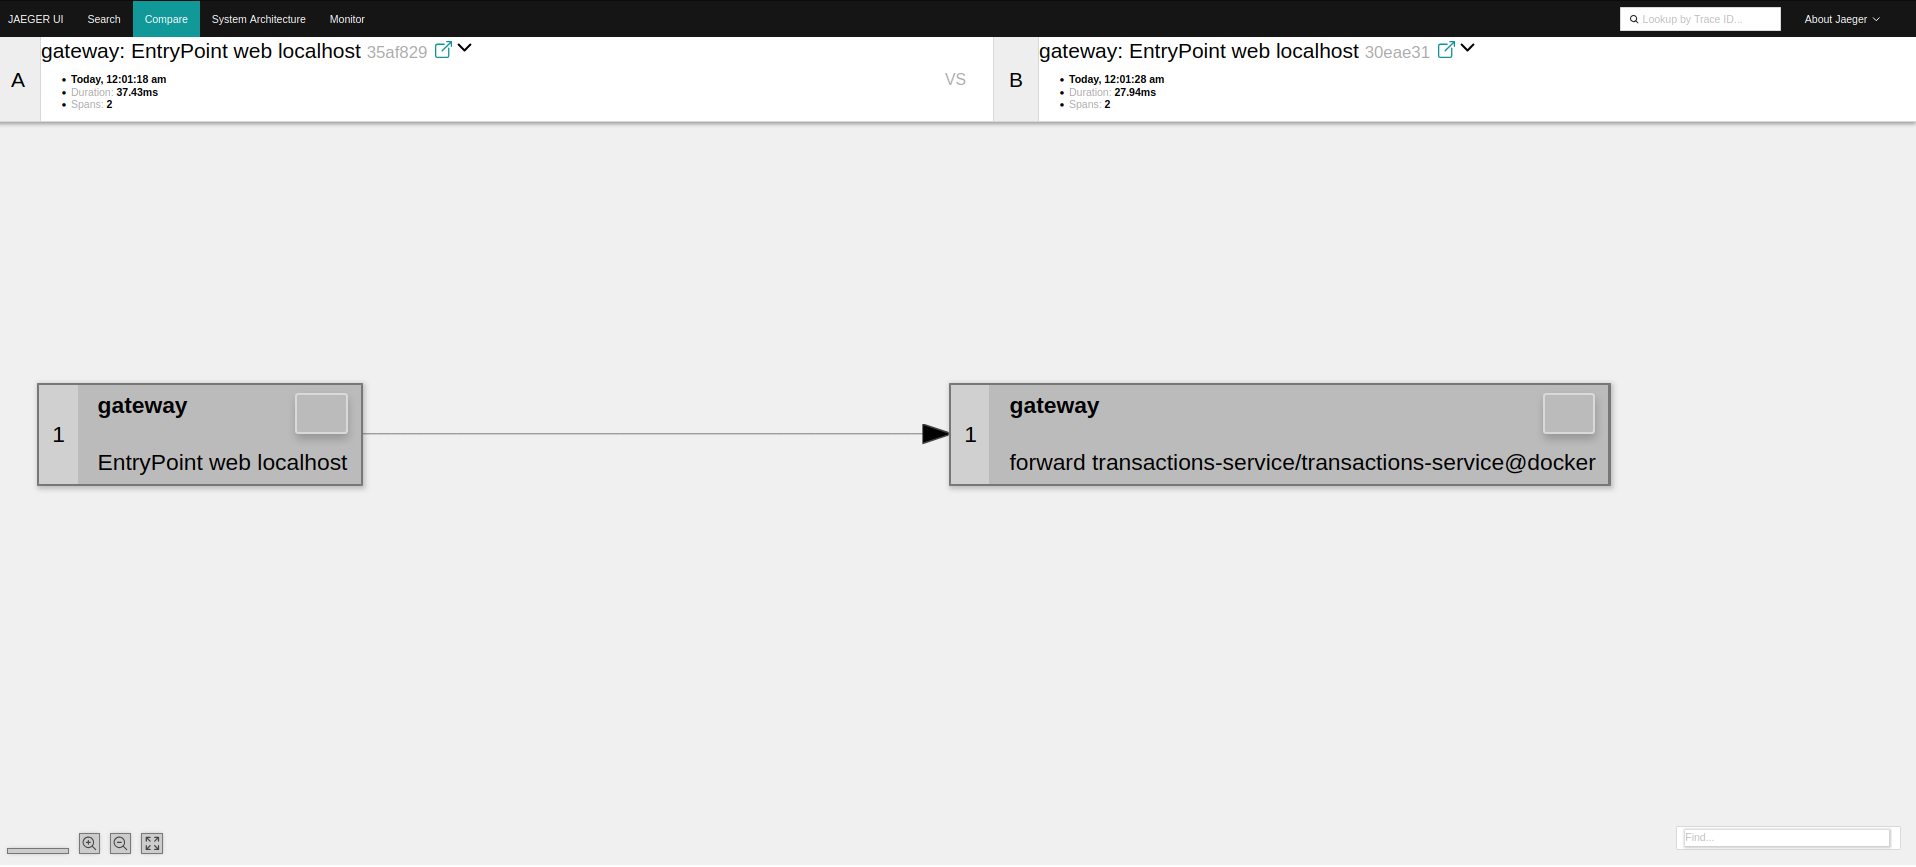 JAEGER UI Search Compare System Architecture Monitor Lookup by Trace ID... About Jaeger
A gateway: EntryPoint web localhost 35af829
Today, 12:01:18 am
Duration: 37.43ms
Spans: 2
VS
B gateway: EntryPoint web localhost 30eae31
Today, 12:01:28 am
Duration: 27.94ms
Spans: 2
1 gateway
EntryPoint web localhost
1 gateway
forward transactions-service/transactions-service@docker
Find...